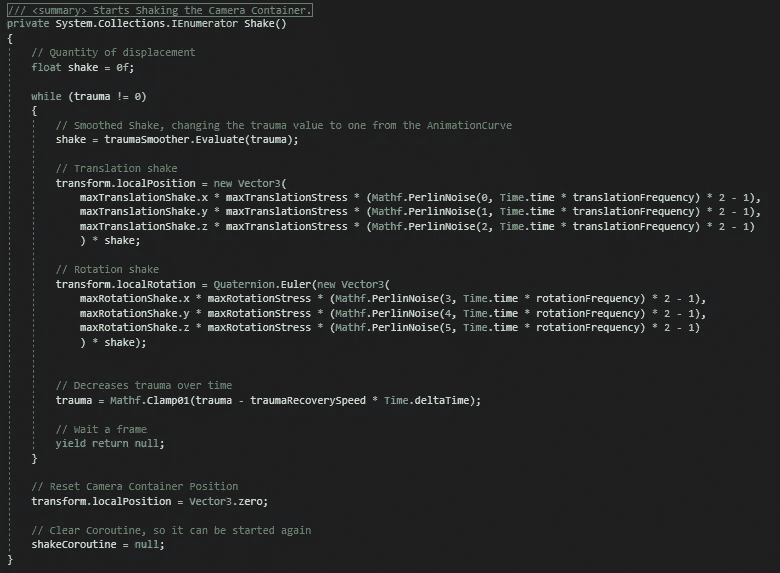 /// <summary> Starts Shaking the Camera Container.
private System.Collections.IEnumerator Shake()
{
// Quantity of displacement
float shake = 0f;
while (trauma != 0)
{
// Smoothed Shake, changing the trauma value to one from the AnimationCurve
shake = traumaSmoother.Evaluate(trauma);
// Translation shake
transform.localPosition = new Vector3(
maxTranslationShake.x * maxTranslationStress * (Mathf.PerlinNoise(0, Time.time * translationFrequency) * 2 - 1),
maxTranslationShake.y * maxTranslationStress * (Mathf.PerlinNoise(1, Time.time * translationFrequency) * 2 - 1),
maxTranslationShake.z * maxTranslationStress * (Mathf.PerlinNoise(2, Time.time * translationFrequency) * 2 - 1)
) * shake;
// Rotation shake
transform.localRotation = Quaternion.Euler(new Vector3(
maxRotationShake.x * maxRotationStress * (Mathf.PerlinNoise(3, Time.time * rotationFrequency) * 2 - 1),
maxRotationShake.y * maxRotationStress * (Mathf.PerlinNoise(4, Time.time * rotationFrequency) * 2 - 1),
maxRotationShake.z * maxRotationStress * (Mathf.PerlinNoise(5, Time.time * rotationFrequency) * 2 - 1)
) * shake);
// Decreases trauma over time
trauma = Mathf.Clamp01(trauma - traumaRecoverySpeed * Time.deltaTime);
// Wait a frame
yield return null;
}
// Reset Camera Container Position
transform.localPosition = Vector3.zero;
// Clear Coroutine, so it can be started again
shakeCoroutine = null;
}